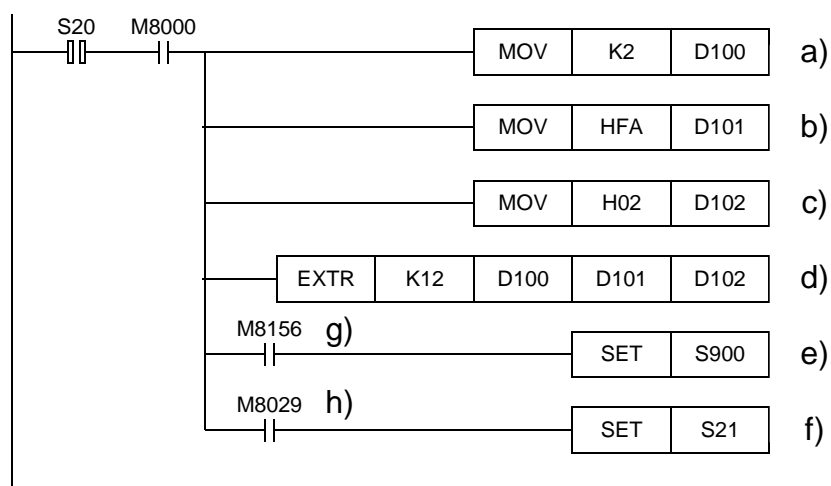 S20 M8000
MOV K2 D100 a)
MOV HFA D101 b)
MOV H02 D102 c)
EXTR K12 D100 D101 D102 d)
M8156 g)
SET S900 e)
M8029 h)
SET S21 f)